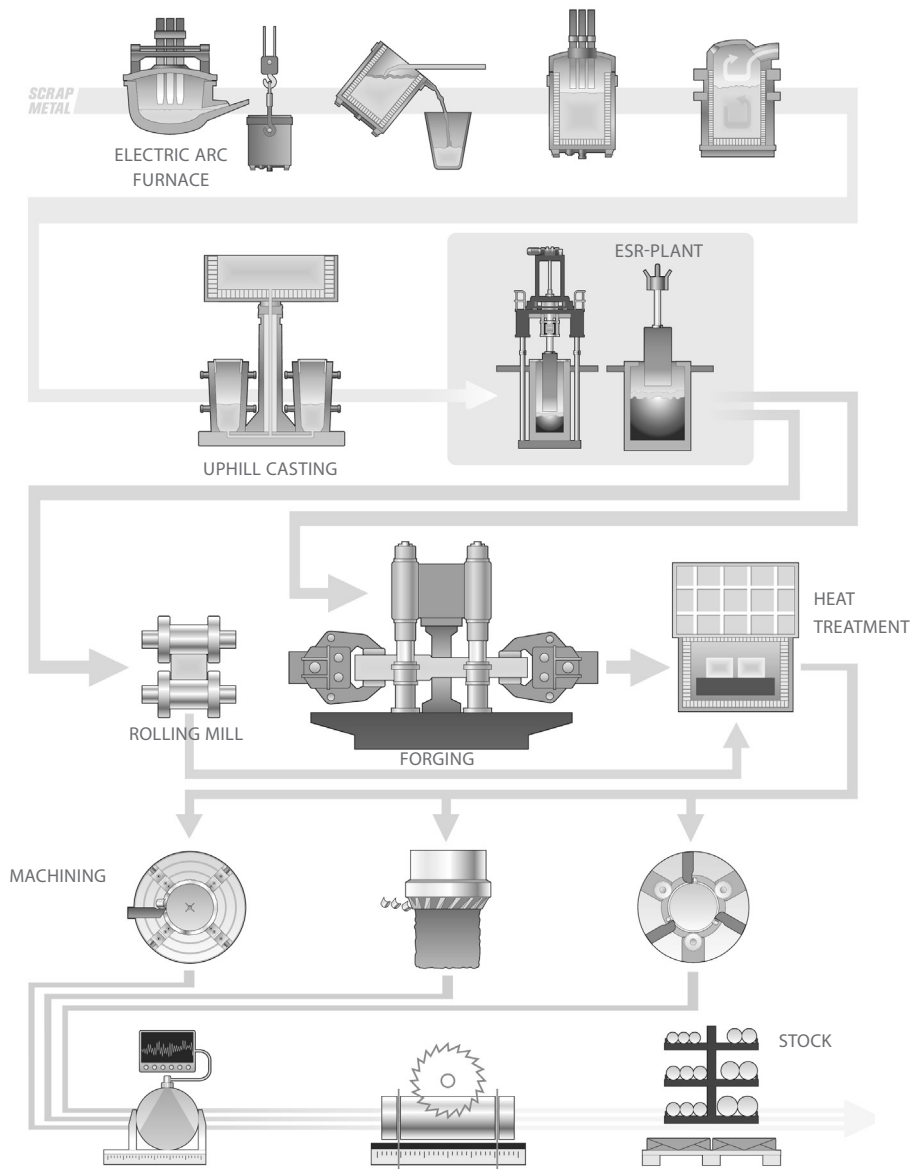 SCRAP
METAL
ELECTRIC ARC
FURNACE
ESR-PLANT
UPHILL CASTING
HEAT
TREATMENT
ROLLING MILL
FORGING
MACHINING
STOCK